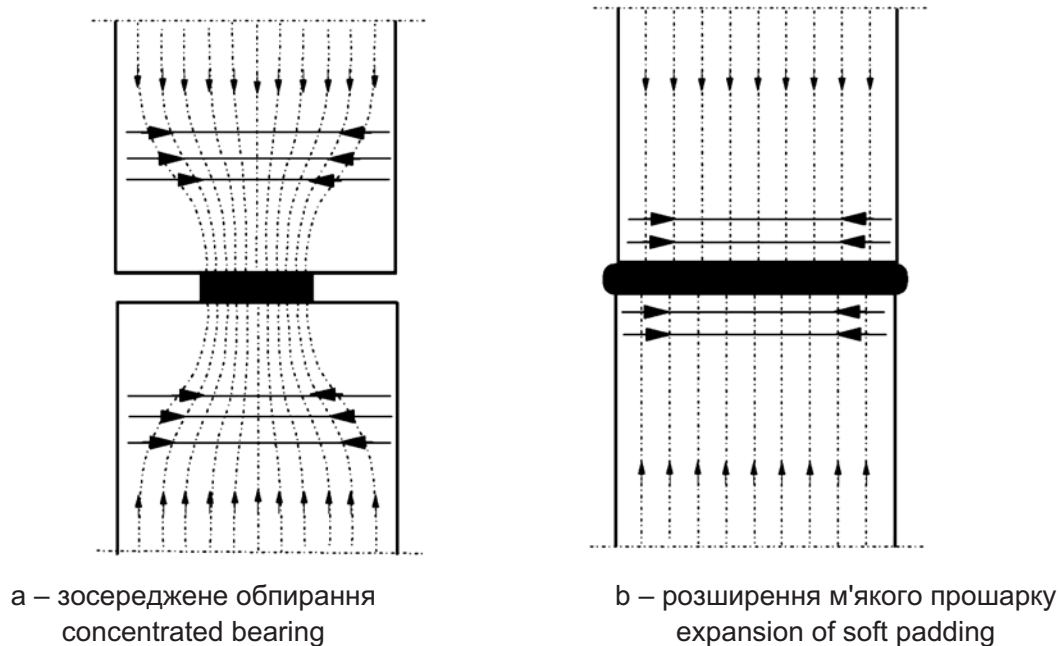 a – зосереджене обпирання
concentrated bearing
b – розширення м'якого прошарку
expansion of soft padding